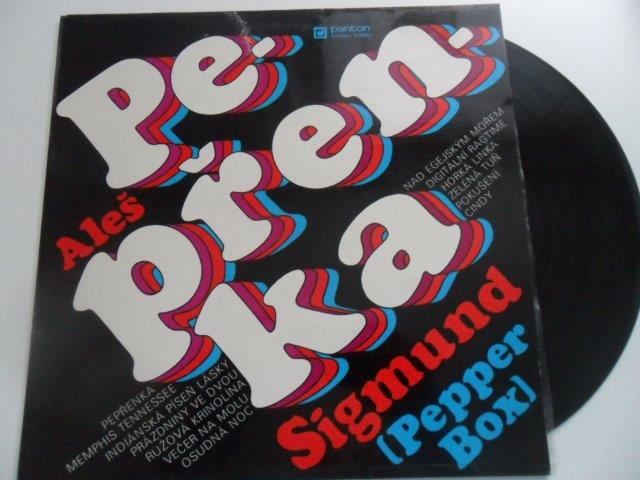 panton
Pe.
přen.
ka
Aleš
Sigmund
(Pepper
Box)
NAD EGEJSKÝM MOŘEM
DIGITÁLNÍ RAGTIME
HORKÁ LINKA
ZELENÁ TUŇ
POKUŠENÍ
CINDY
PEPŘENKA
MEMPHIS TENNESSEE
INDIÁNSKÁ PÍSEŇ LÁSKY
PRÁZDNINY VE DVOU
RŮŽOVÁ KRINOLÍNA
VEČER NA MOLU
OSUDNÁ NOC